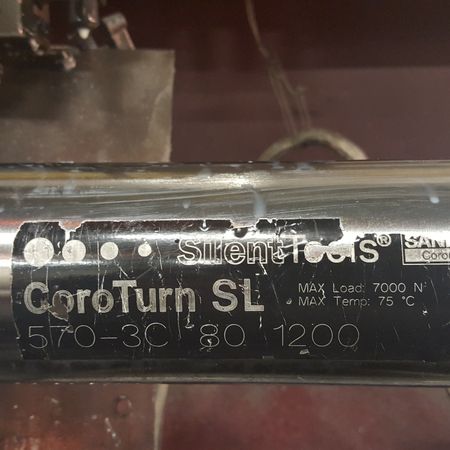 SilentTools®
CoroTurn SL
MAX Load: 7000 N
MAX Temp: 75 °C
570-3C 80 1200